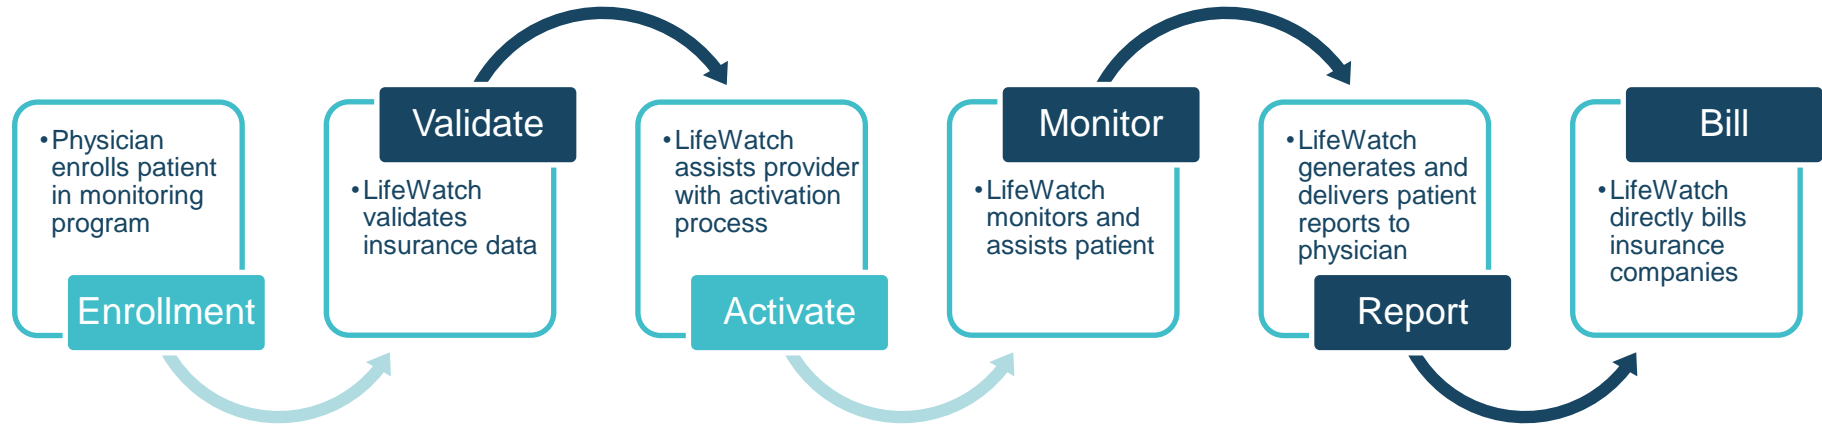 •Physician
enrolls patient
in monitoring
program
Enrollment
Validate
•LifeWatch
validates
insurance data
•LifeWatch
assists provider
with activation
process
Activate
Monitor
•LifeWatch
monitors and
assists patient
•LifeWatch
generates and
delivers patient
reports to
physician
Report
Bill
•LifeWatch
directly bills
insurance
companies